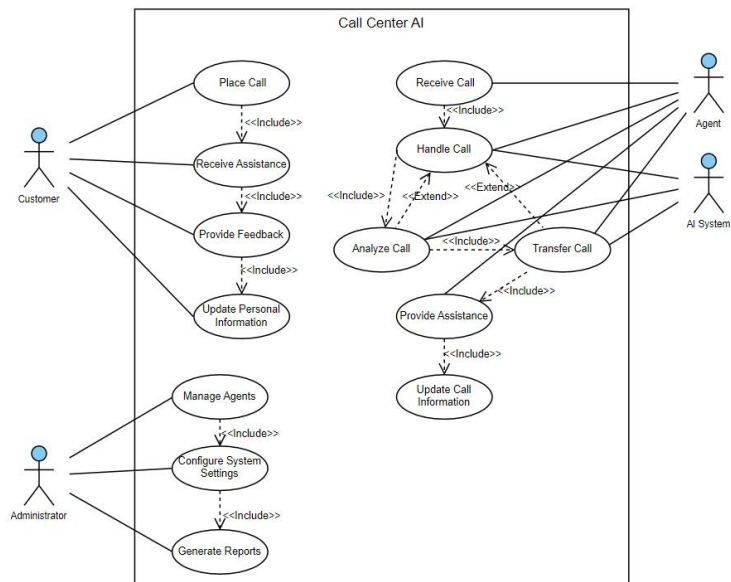 Call Center AI
Place Call
<<Include>>
Receive Assistance
<<Include>>
Provide Feedback
<<Include>>
Update Personal
Information
Customer
Receive Call
<<Include>>
Handle Call
<<Include>>
<<Extend>>
<<Extend>>
Analyze Call
<<Include>>
Transfer Call
<<Include>>
Provide Assistance
<<Include>>
Update Call
Information
Agent
AI System
Manage Agents
<<Include>>
Configure System
Settings
<<Include>>
Generate Reports
Administrator